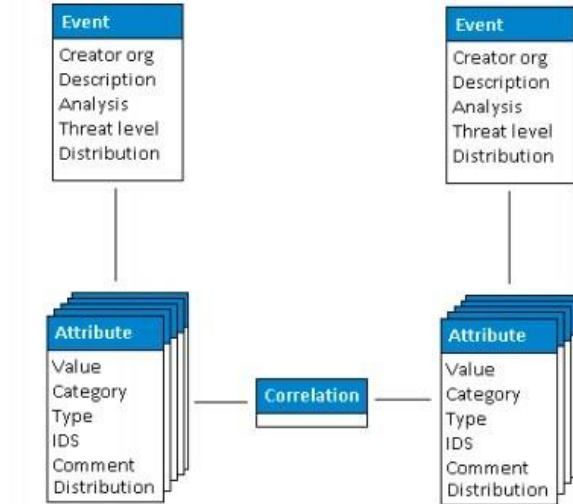 Event
Creator org
Description
Analysis
Threat level
Distribution
Event
Creator org
Description
Analysis
Threat level
Distribution
Attribute
Value
Category
Type
IDS
Comment
Distribution
Correlation
Attribute
Value
Category
Type
IDS
Comment
Distribution